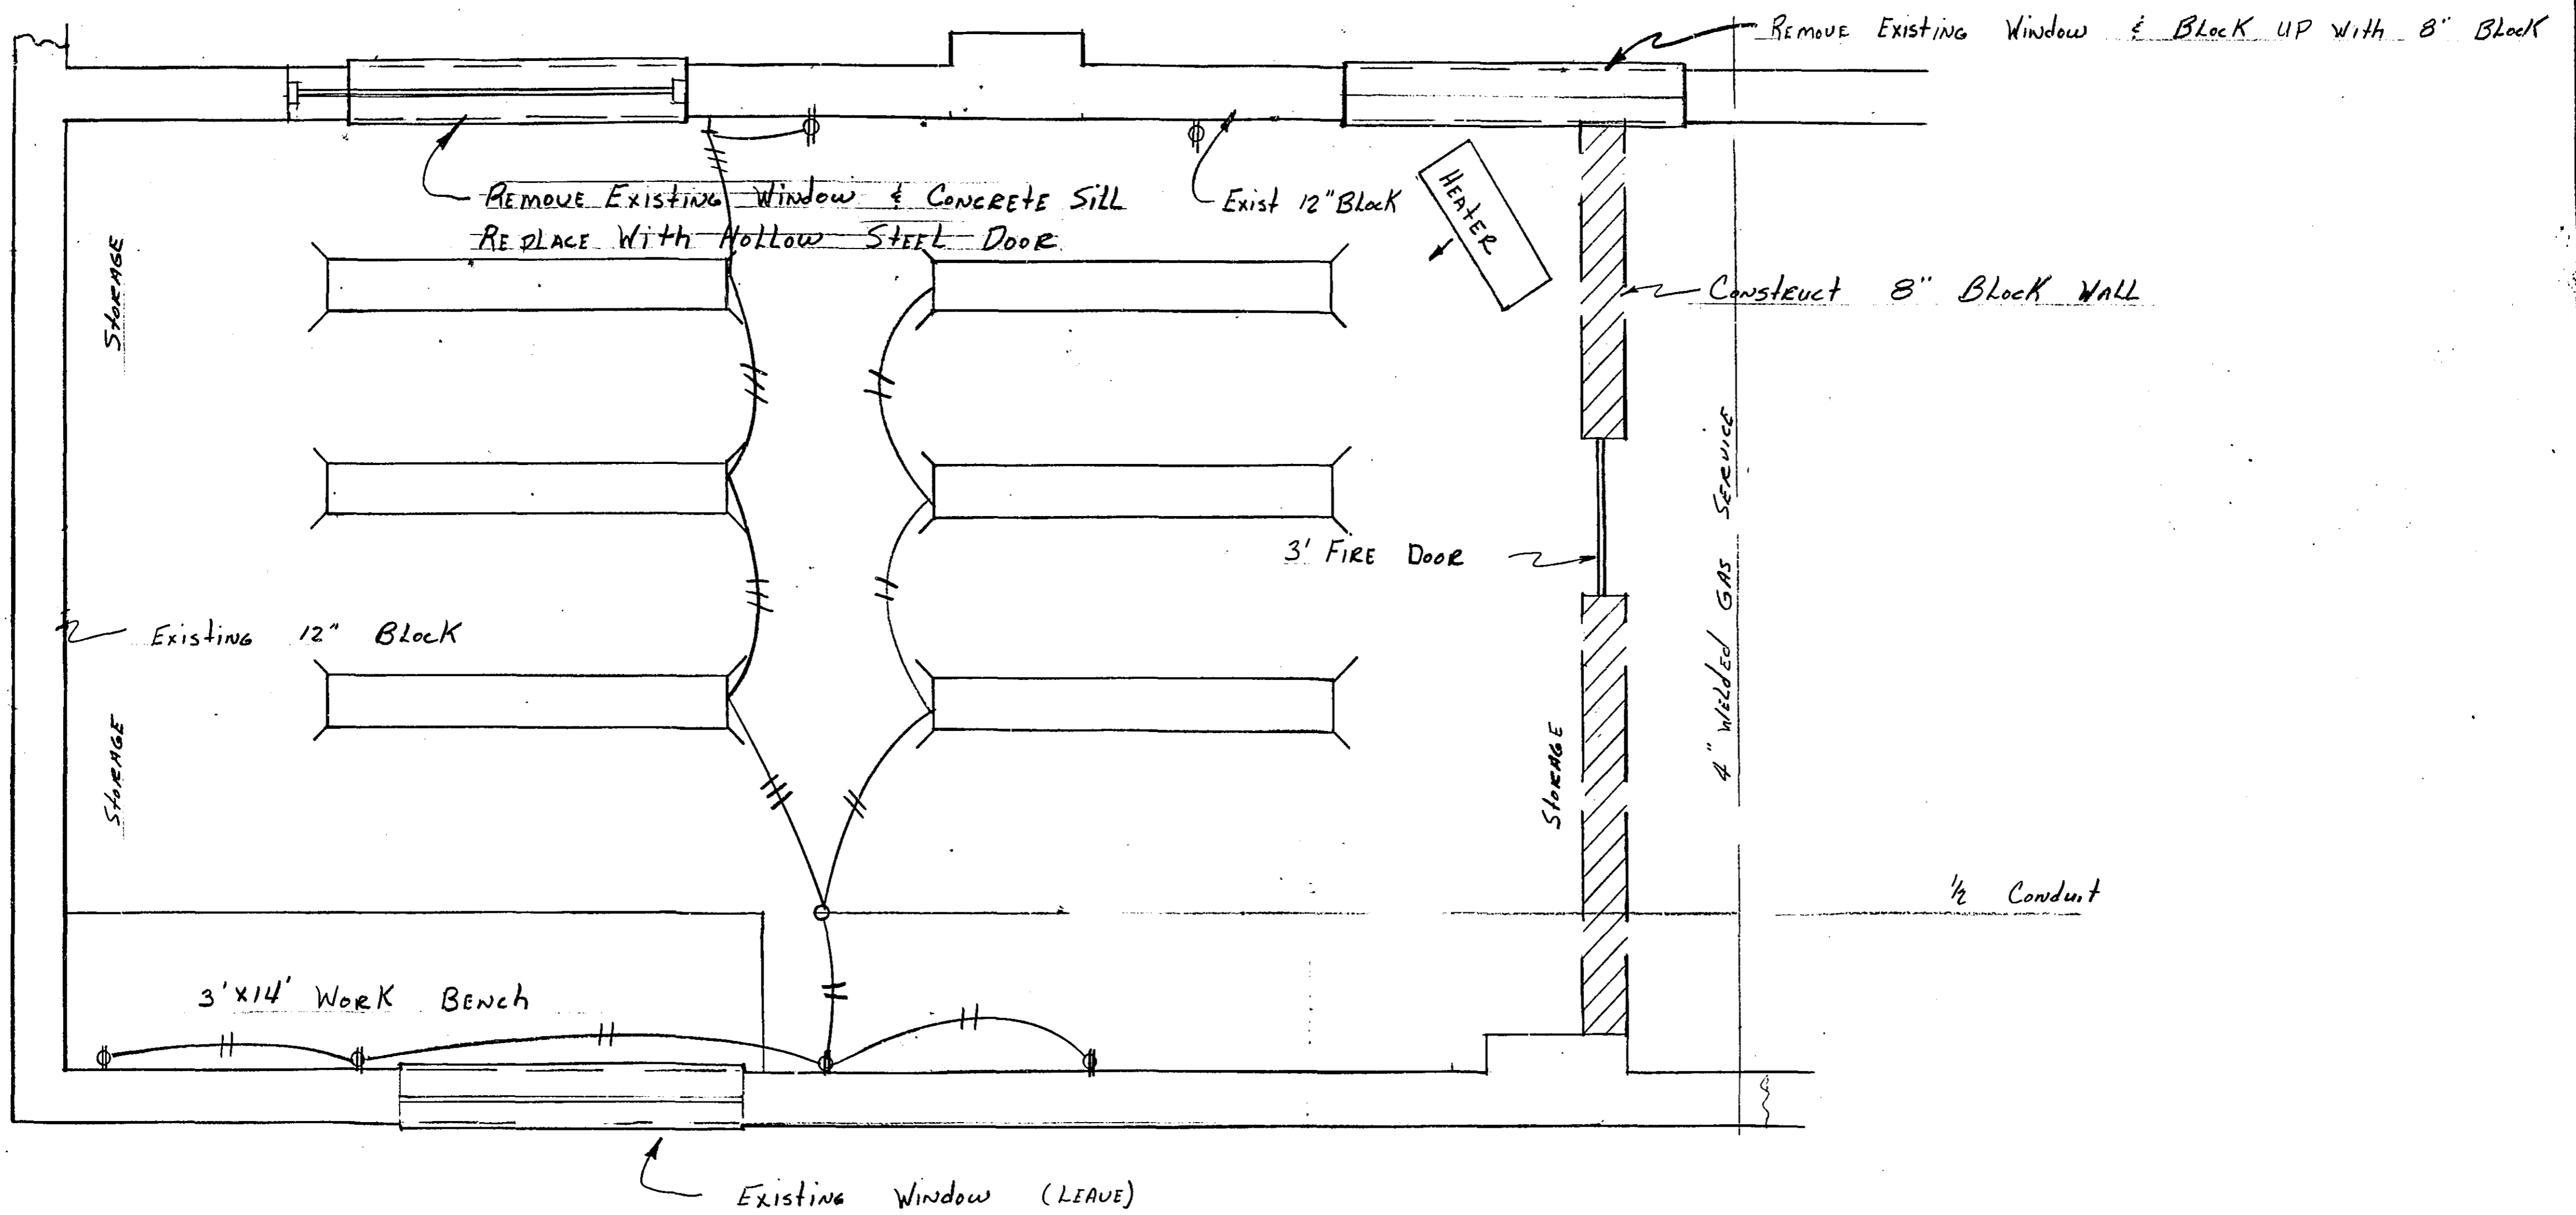 Remove Existing Window & Block up with 8" Block
Remove Existing Window & Concrete Sill
Replace With Hollow Steel Door
Exist 12" Block
Heater
Storage
Construct 8" Block Wall
4" Welded Gas Service
3' Fire Door
Existing 12" Block
Storage
Storage
1/2 Conduit
3'x14' Work Bench
Existing Window (Leave)